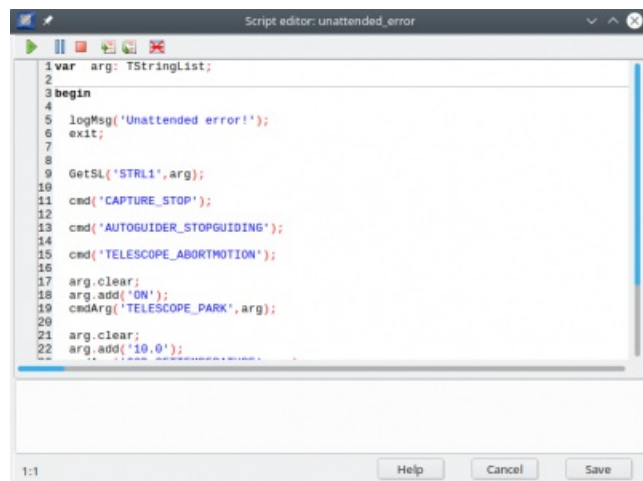 Script editor: unattended_error
1 var arg: TStringList;
2
3 begin
4
5 logMsg('Unattended error!');
6 exit;
7
8
9 GetSL('STRL1',arg);
10
11 cmd('CAPTURE_STOP');
12
13 cmd('AUTOGUIDER_STOPGUIDING');
14
15 cmd('TELESCOPE_ABORTMOTION');
16
17 arg.clear;
18 arg.add('ON');
19 cmdArg('TELESCOPE_PARK',arg);
20
21 arg.clear;
22 arg.add('10.0');
1:1 Help Cancel Save